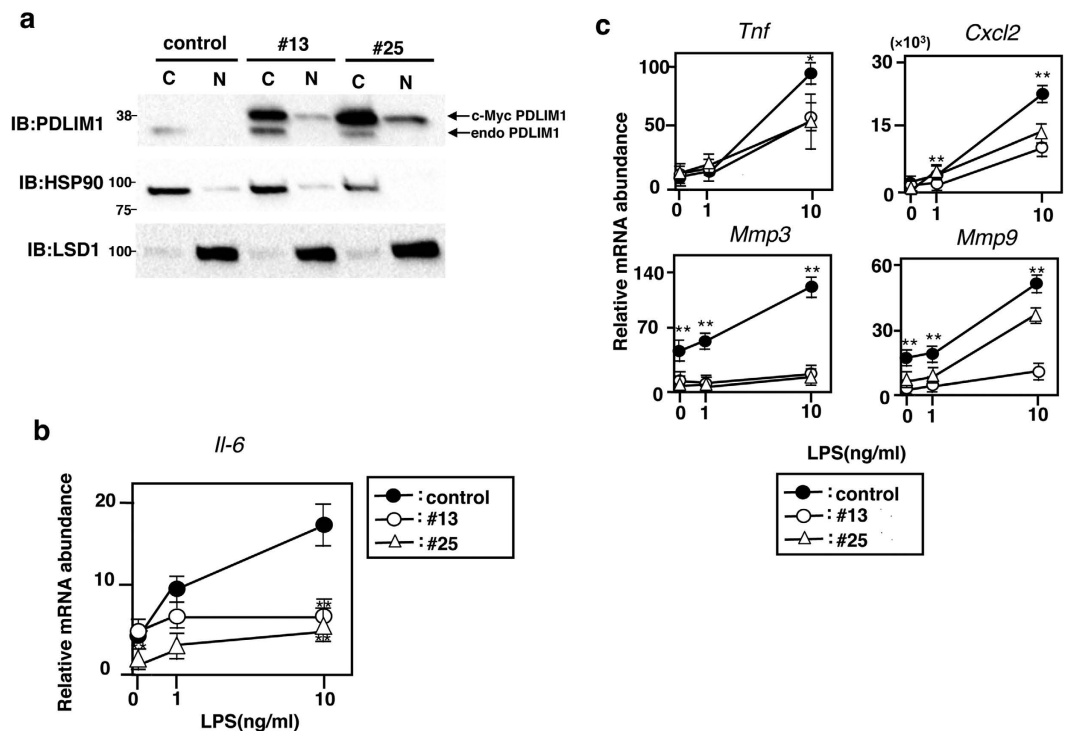 a
control #13 #25
C N C N C N
IB:PDLIM1 38 c-Myc PDLIM1
endo PDLIM1
IB:HSP90 100
75
IB:LSD1 100
b
Il-6
Relative mRNA abundance
20
10
0
0 1 10
LPS(ng/ml)
: control
: #13
: #25
c
Relative mRNA abundance
Tnf
100
50
0
*
0 1 10
Cxcl2
(×10³)
30
15
0
** **
0 1 10
Mmp3
140
70
0
** ** **
0 1 10
Mmp9
60
30
0
** ** **
0 1 10
LPS(ng/ml)
: control
: #13
: #25